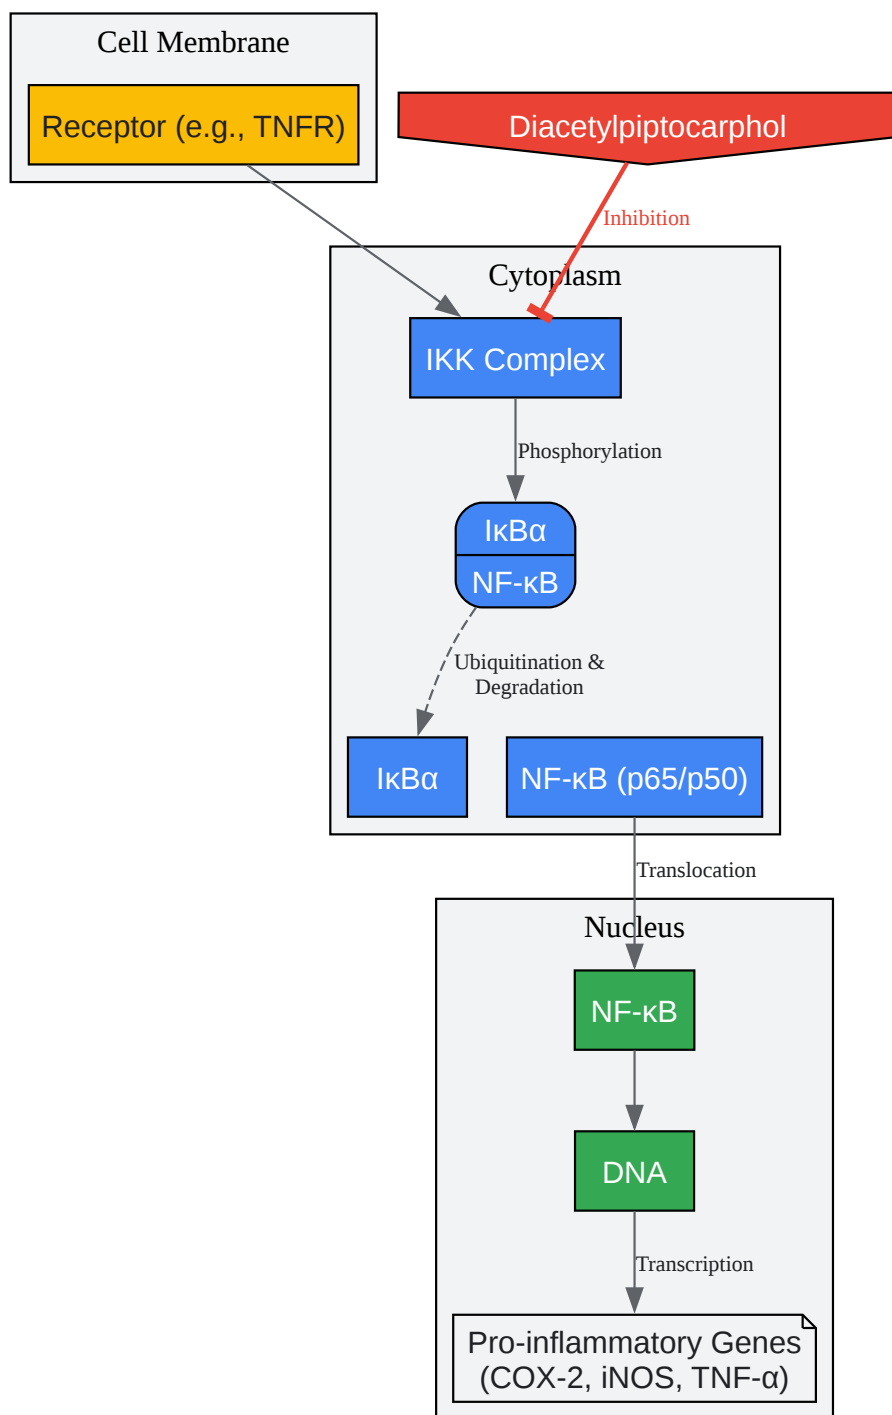 Cell Membrane
Receptor (e.g., TNFR)
Diacetylpiptocarphol
Inhibition
Cytoplasm
IKK Complex
Phosphorylation
IκBα
NF-κB
Ubiquitination &
Degradation
IκBα
NF-κB (p65/p50)
Translocation
Nucleus
NF-κB
DNA
Transcription
Pro-inflammatory Genes
(COX-2, iNOS, TNF-α)